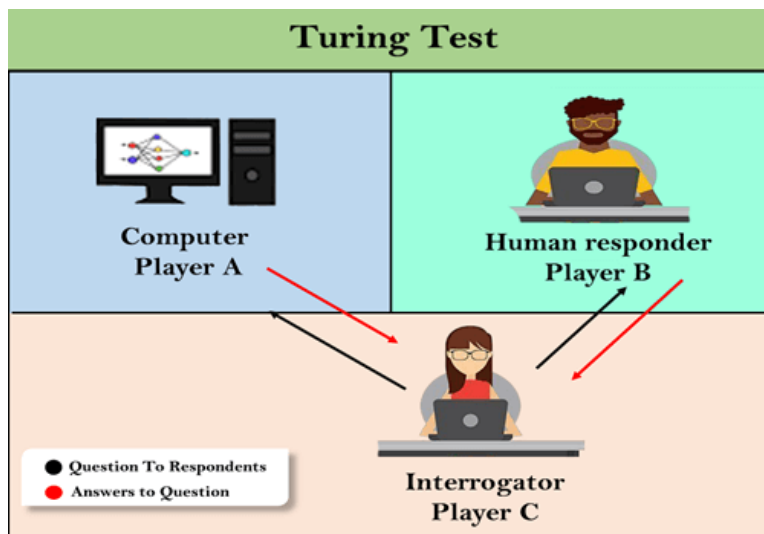 Turing Test
Computer
Player A
Human responder
Player B
Interrogator
Player C
Question To Respondents
Answers to Question